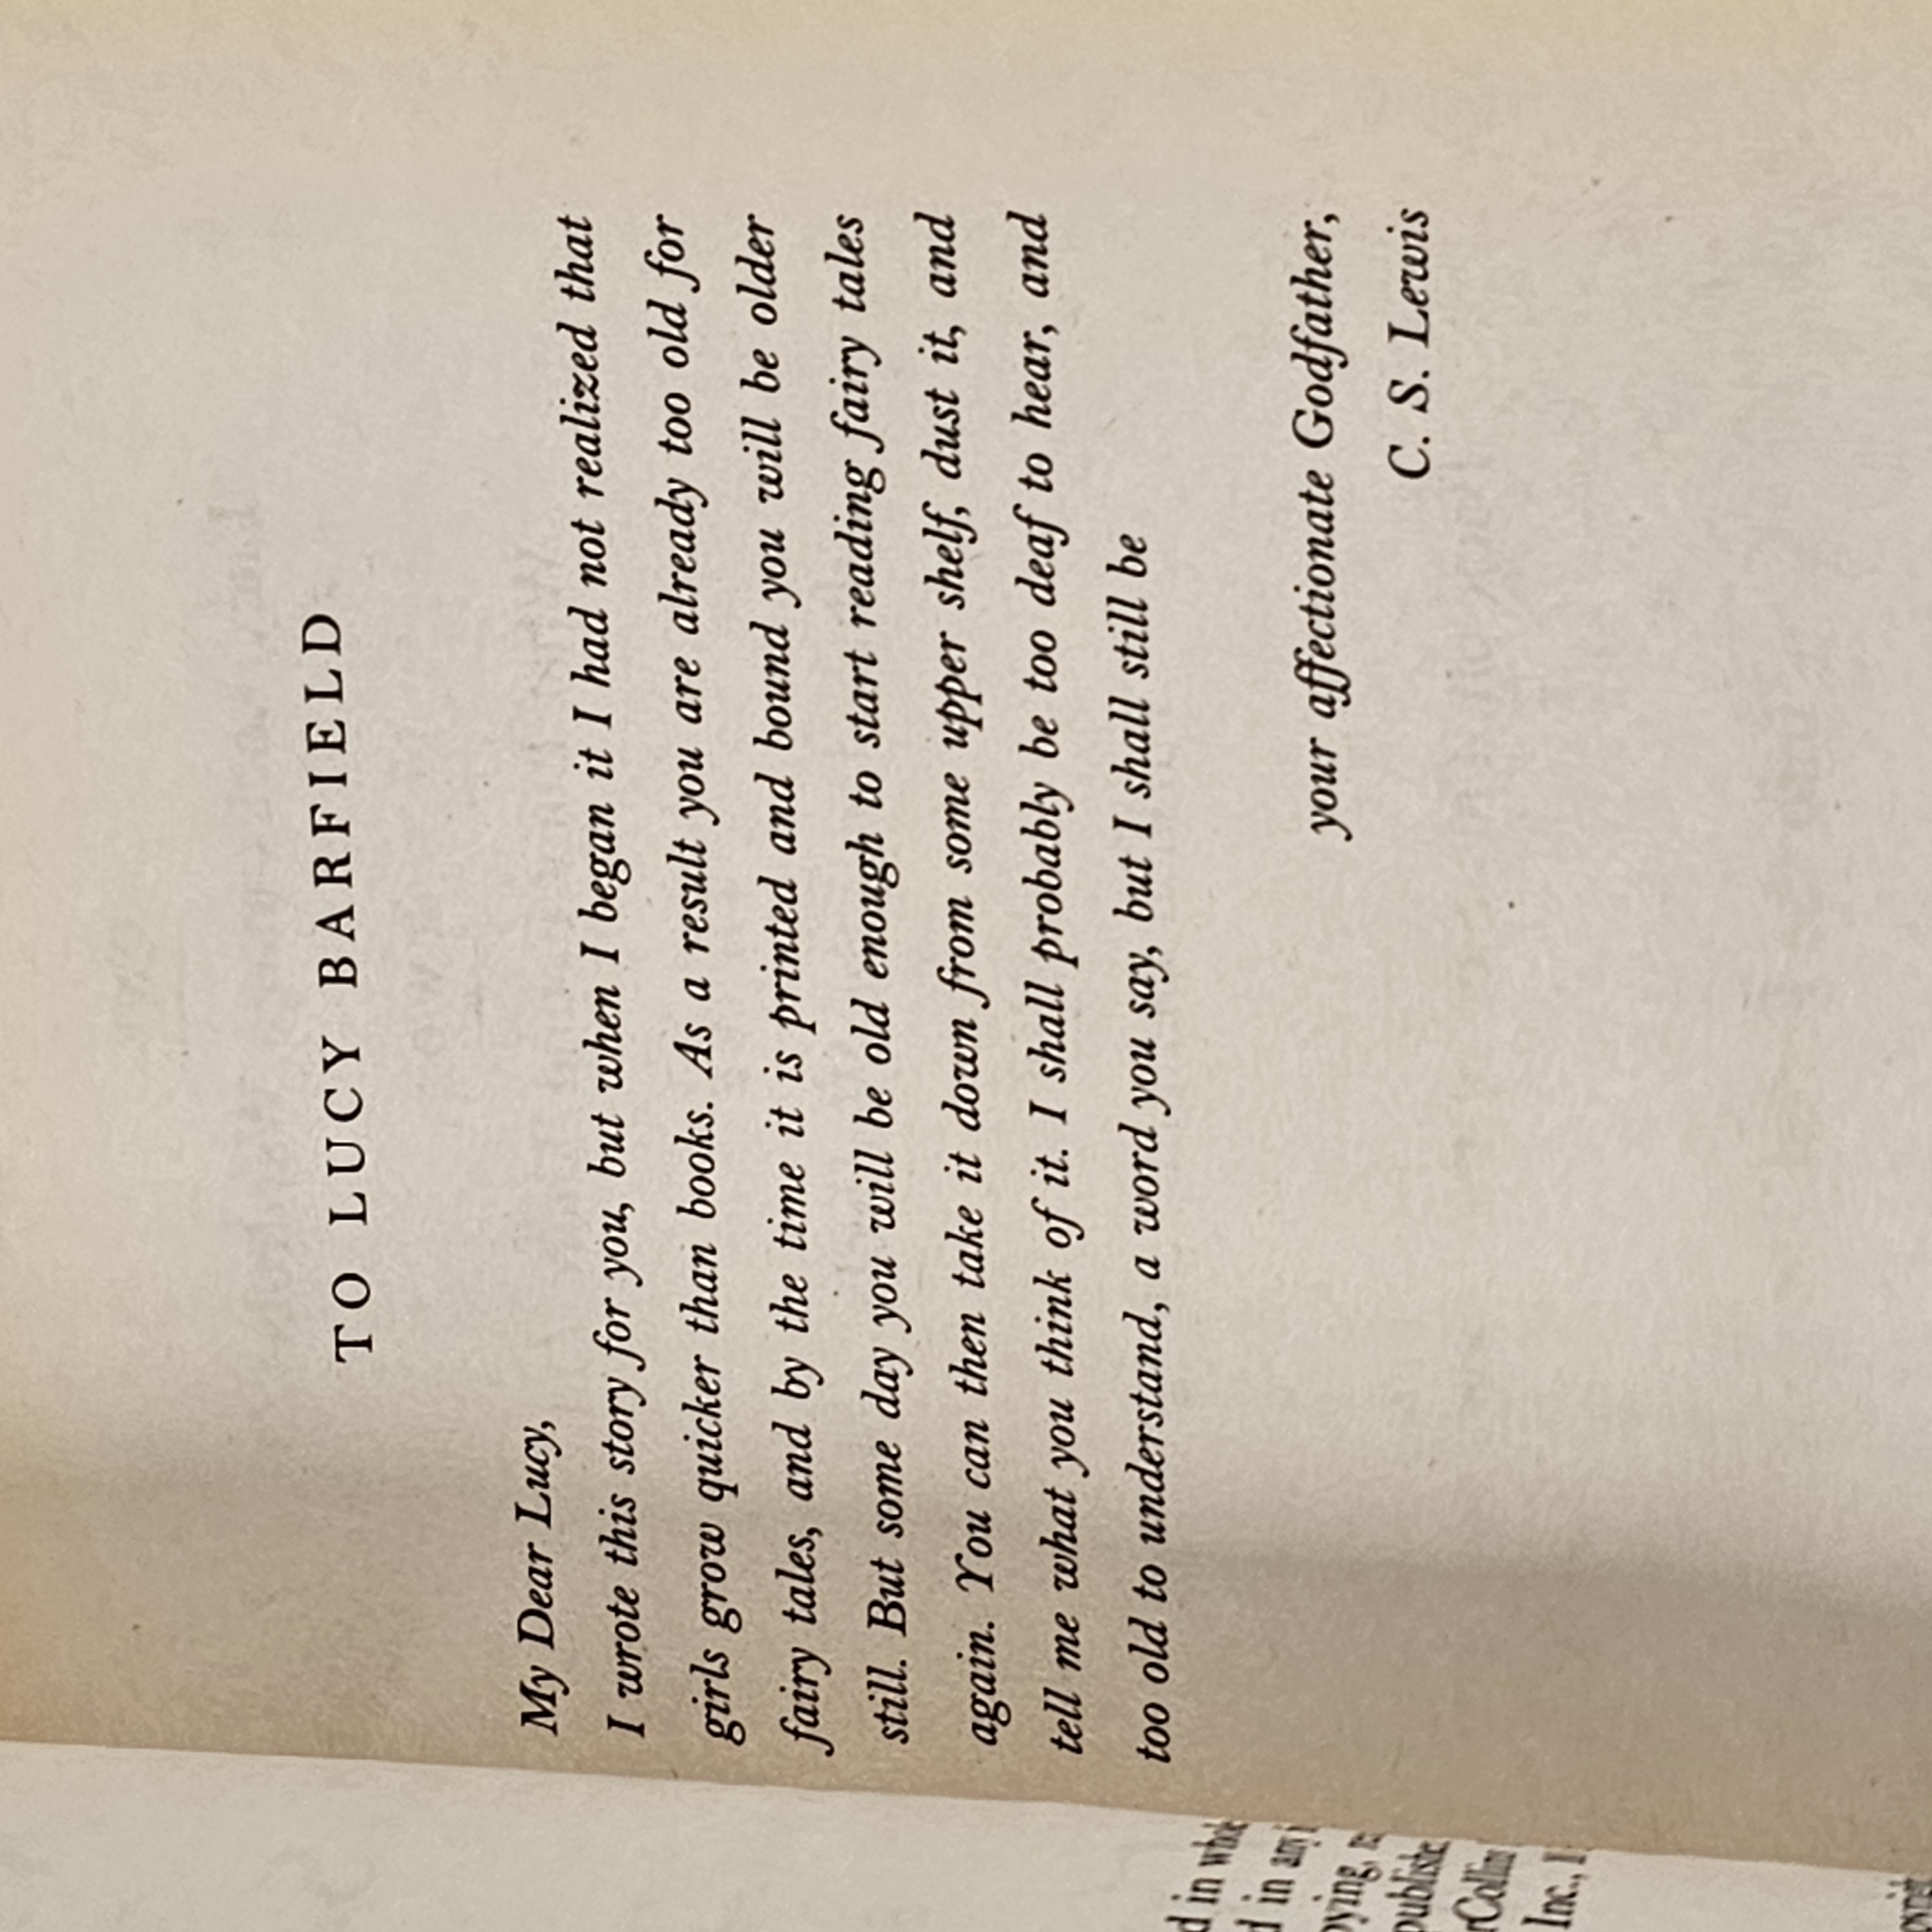 TO LUCY BARFIELD
My Dear Lucy,
I wrote this story for you, but when I began it I had not realized that
girls grow quicker than books. As a result you are already too old for
fairy tales, and by the time it is printed and bound you will be older
still. But some day you will be old enough to start reading fairy tales
again. You can then take it down from some upper shelf, dust it, and
tell me what you think of it. I shall probably be too deaf to hear, and
too old to understand, a word you say, but I shall still be
your affectionate Godfather,
C. S. Lewis
d in whole
d in any
pying,
publishe
rCollins
Inc.,